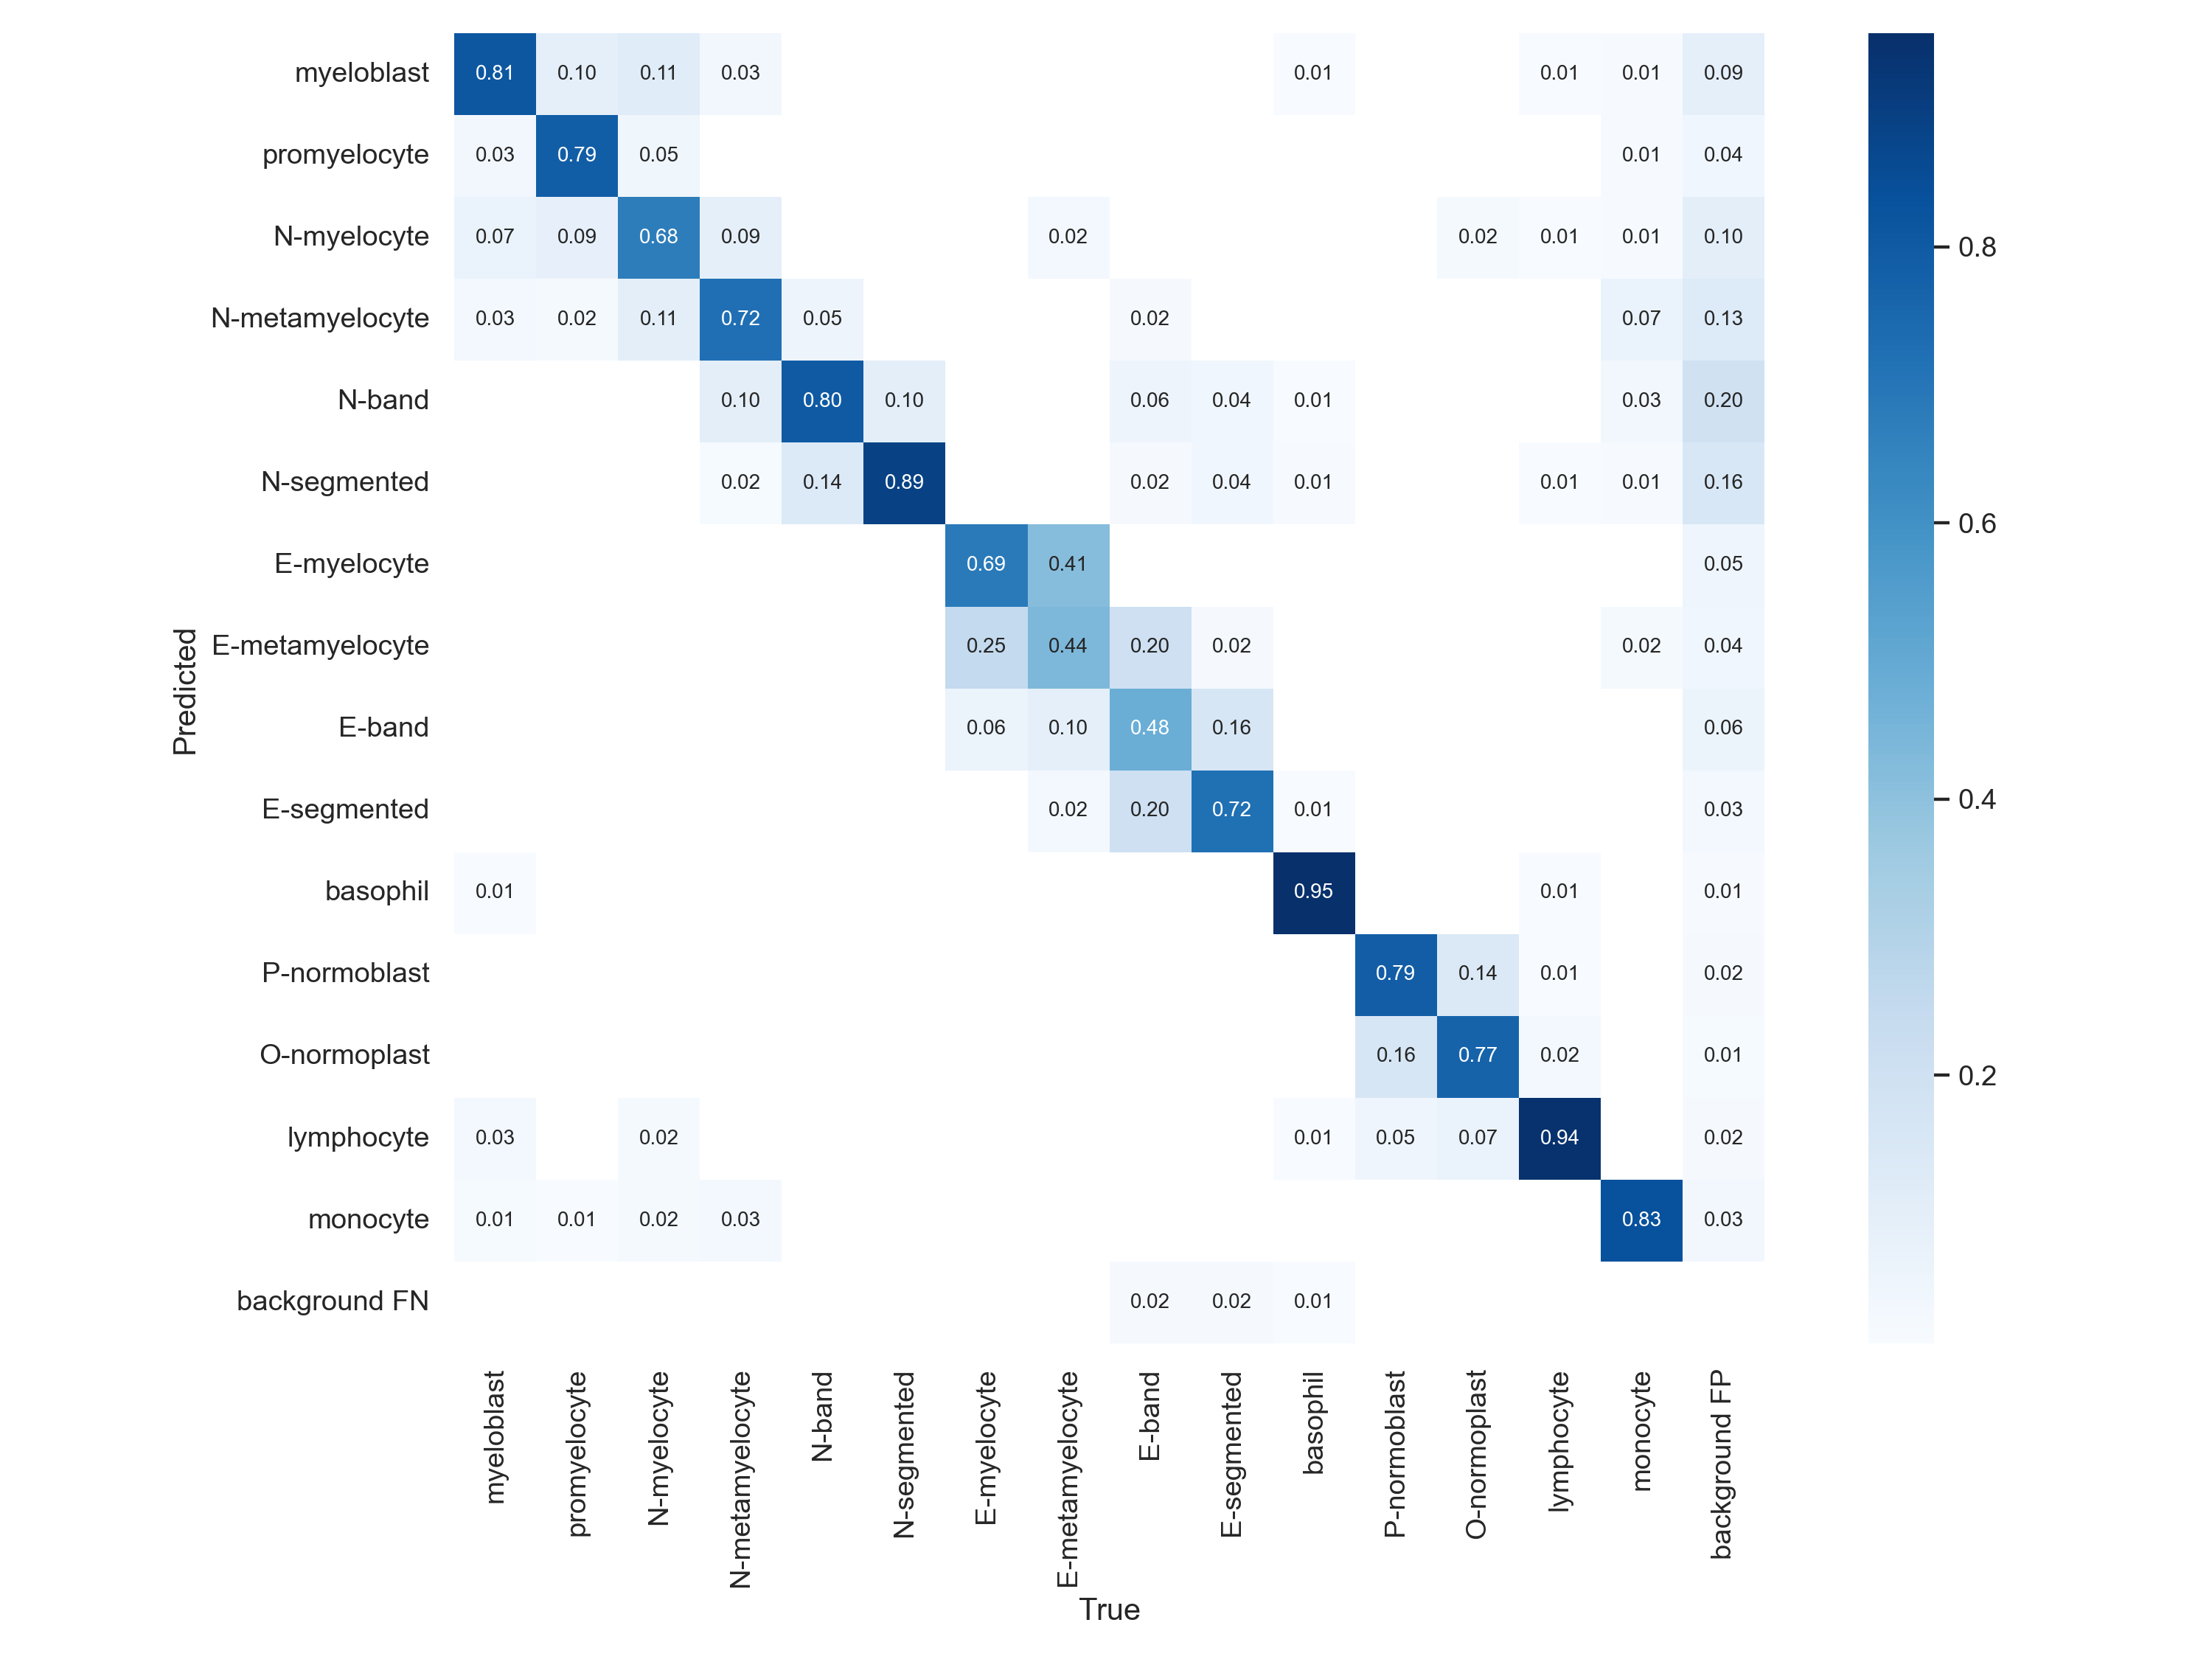 myeloblast 0.81 0.10 0.11 0.03 0.01 0.01 0.01 0.09
promyelocyte 0.03 0.79 0.05 0.01 0.04
N-myelocyte 0.07 0.09 0.68 0.09 0.02 0.02 0.01 0.01 0.10
N-metamyelocyte 0.03 0.02 0.11 0.72 0.05 0.02 0.07 0.13
N-band 0.10 0.80 0.10 0.06 0.04 0.01 0.03 0.20
N-segmented 0.02 0.14 0.89 0.02 0.04 0.01 0.01 0.01 0.16
E-myelocyte 0.69 0.41 0.05
E-metamyelocyte 0.25 0.44 0.20 0.02 0.02 0.04
E-band 0.06 0.10 0.48 0.16 0.06
E-segmented 0.02 0.20 0.72 0.01 0.03
basophil 0.01 0.95 0.01 0.01
P-normoblast 0.79 0.14 0.01 0.02
O-normoplast 0.16 0.77 0.02 0.01
lymphocyte 0.03 0.02 0.01 0.05 0.07 0.94 0.02
monocyte 0.01 0.01 0.02 0.03 0.83 0.03
background FN 0.02 0.02 0.01
Predicted
myeloblast
promyelocyte
N-myelocyte
N-metamyelocyte
N-band
N-segmented
E-myelocyte
E-metamyelocyte
E-band
E-segmented
basophil
P-normoblast
O-normoplast
lymphocyte
monocyte
background FP
True
0.8
0.6
0.4
0.2